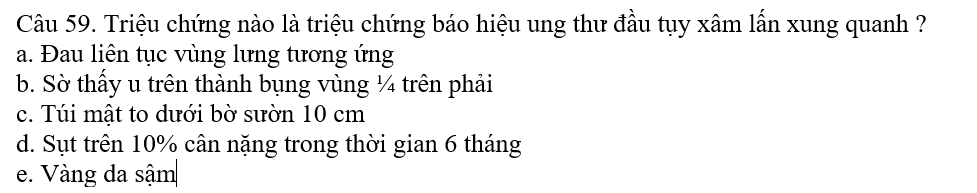 Câu 59. Triệu chứng nào là triệu chứng báo hiệu ung thư đầu tụy xâm lấn xung quanh ?
a. Đau liên tục vùng lưng tương ứng
b. Sờ thấy u trên thành bụng vùng ¼ trên phải
c. Túi mật to dưới bờ sườn 10 cm
d. Sụt trên 10% cân nặng trong thời gian 6 tháng
e. Vàng da sậm